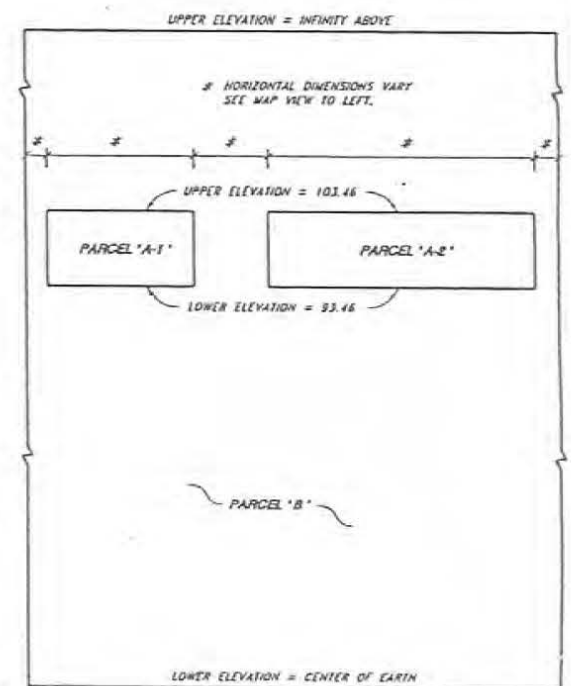 UPPER ELEVATION = INFINITY ABOVE
# HORIZONTAL DIMENSIONS VARY
SEE MAP VIEW TO LEFT.
# # # # #
UPPER ELEVATION = 103.46
PARCEL "A-1" PARCEL "A-2"
LOWER ELEVATION = 93.46
PARCEL "B"
LOWER ELEVATION = CENTER OF EARTH